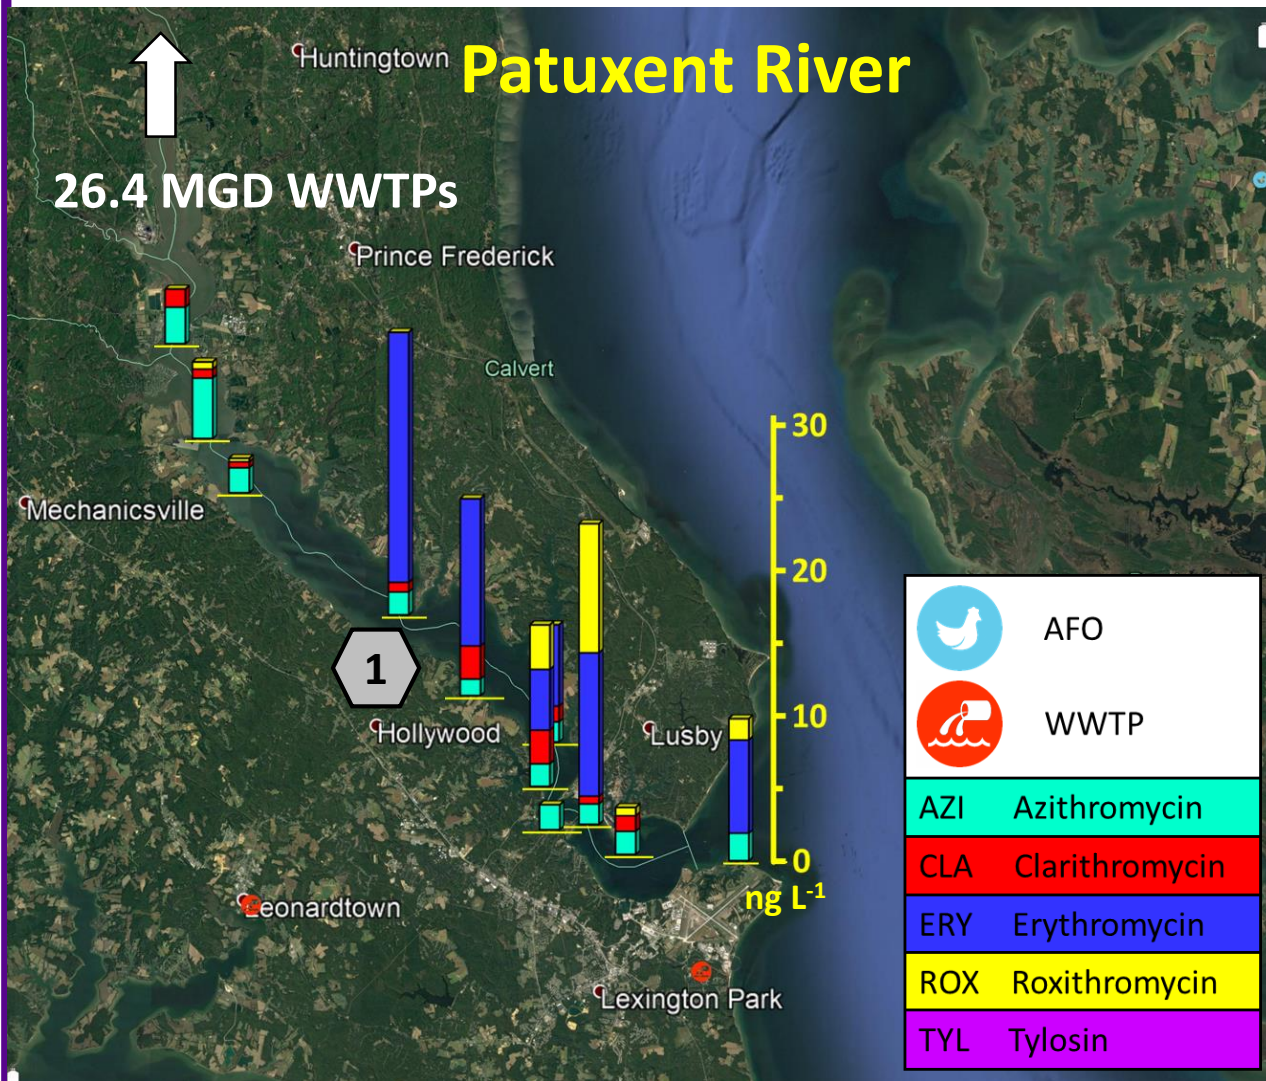 Patuxent River
Huntingtown
26.4 MGD WWTPs
Prince Frederick
Calvert
30
Mechanicsville
20
1
Hollywood
Lusby
10
0
ng L-1
Leonardtown
Lexington Park
AFO
WWTP
AZI Azithromycin
CLA Clarithromycin
ERY Erythromycin
ROX Roxithromycin
TYL Tylosin